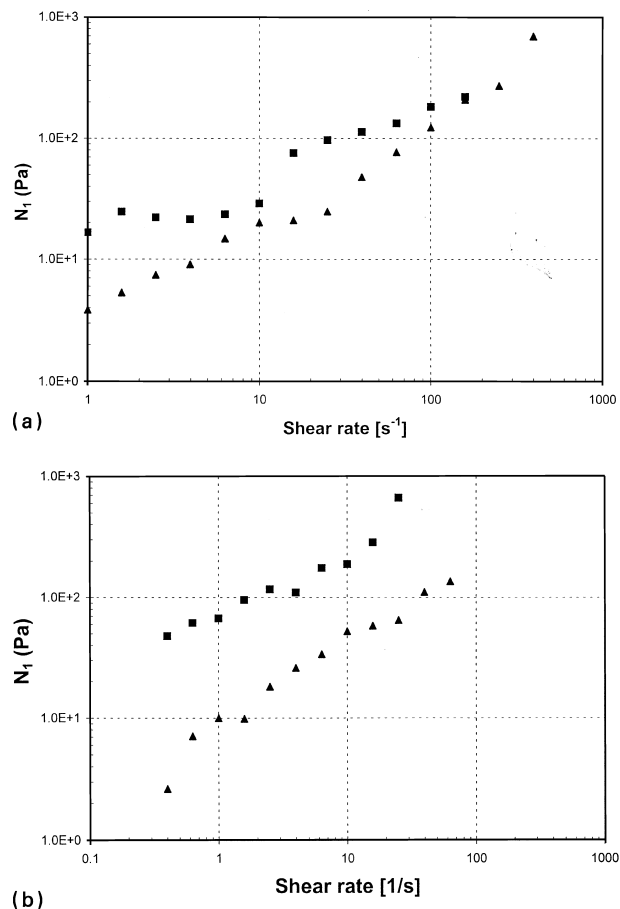 1.0E+3
1.0E+2
1.0E+1
1.0E+0
N₁ (Pa)
1 10 100 1000
Shear rate [s⁻¹]
(a)
1.0E+3
1.0E+2
1.0E+1
1.0E+0
N₁ (Pa)
0.1 1 10 100 1000
Shear rate [1/s]
(b)